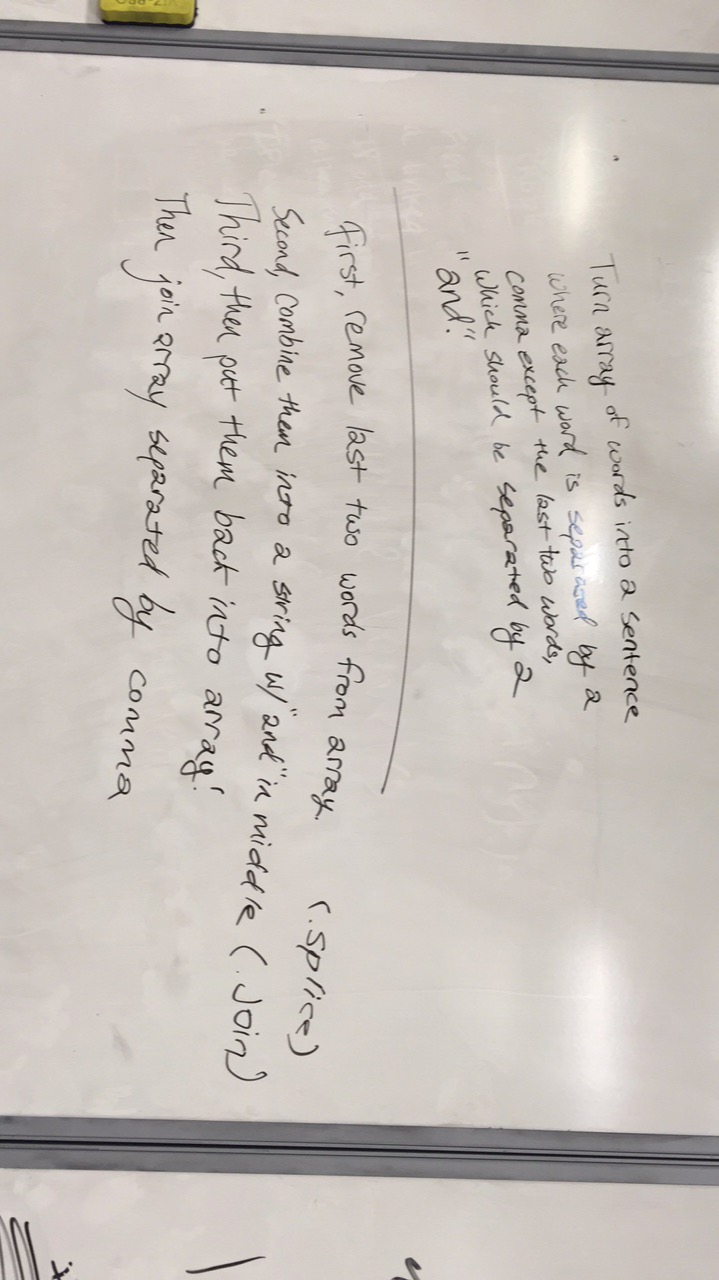 Turn array of words into a sentence
where each word is separated by a
comma except the last two words,
which should be separated by a
"and."
First, remove last two words from array. (.splice)
Second, combine them into a string w/ "and" in middle (.join)
Third, then put them back into array!
Then join array separated by comma